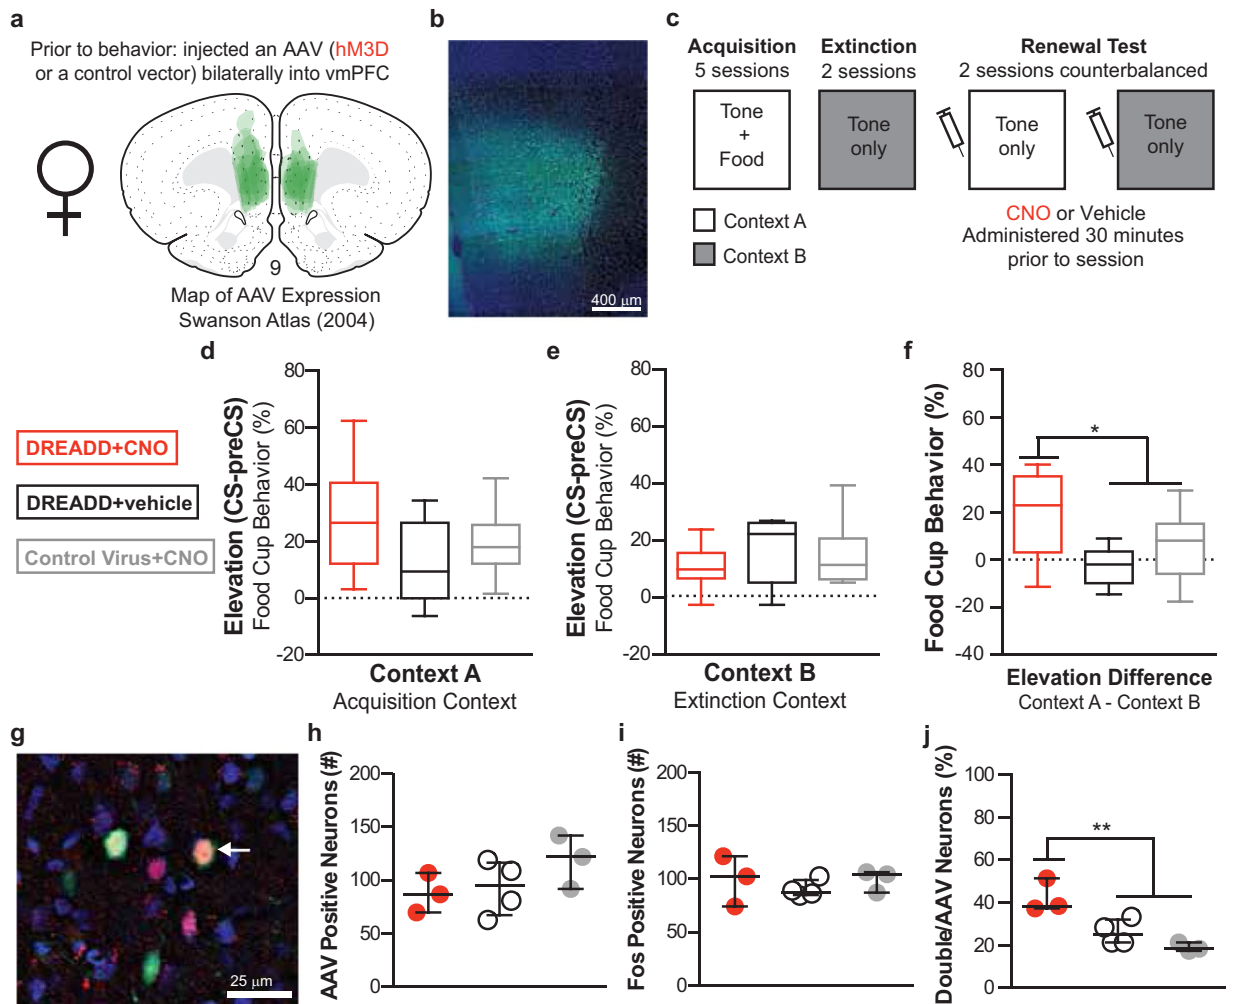 a
Prior to behavior: injected an AAV (hM3D
or a control vector) bilaterally into vmPFC
9
Map of AAV Expression
Swanson Atlas (2004)
b
400 µm
c
Acquisition
5 sessions
Extinction
2 sessions
Renewal Test
2 sessions counterbalanced
Tone
+
Food
Tone
only
Tone
only
Tone
only
Context A
Context B
CNO or Vehicle
Administered 30 minutes
prior to session
DREADD+CNO
DREADD+vehicle
Control Virus+CNO
d
Elevation (CS-preCS)
Food Cup Behavior (%)
80
60
40
20
0
-20
Context A
Acquisition Context
e
Elevation (CS-preCS)
Food Cup Behavior (%)
80
60
40
20
0
-20
Context B
Extinction Context
f
Food Cup Behavior (%)
80
60
40
20
0
-20
-40
*
Elevation Difference
Context A - Context B
g
25 µm
h
AAV Positive Neurons (#)
200
150
100
50
0
i
Fos Positive Neurons (#)
200
150
100
50
0
j
Double/AAV Neurons (%)
100
80
60
40
20
0
**